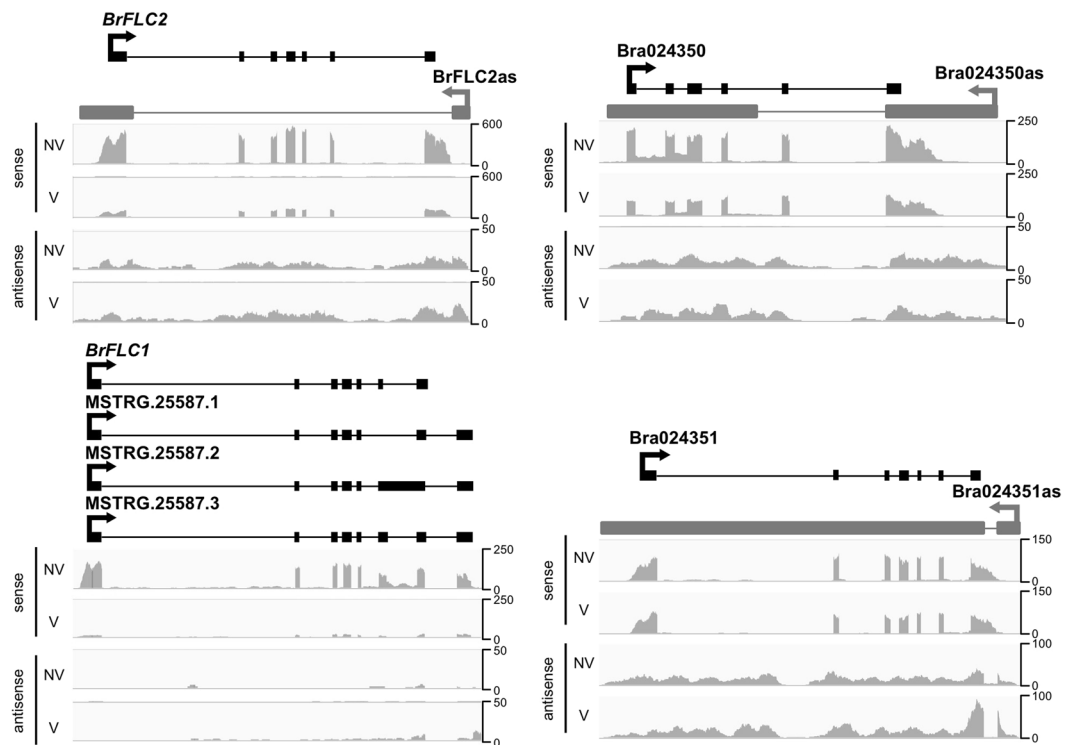 BrFLC2
BrFLC2as
sense
NV
600
0
V
600
0
antisense
NV
50
0
V
50
0
Bra024350
Bra024350as
sense
NV
250
0
V
250
0
antisense
NV
50
0
V
50
0
BrFLC1
MSTRG.25587.1
MSTRG.25587.2
MSTRG.25587.3
sense
NV
250
0
V
250
0
antisense
NV
50
0
V
50
0
Bra024351
Bra024351as
sense
NV
150
0
V
150
0
antisense
NV
100
0
V
100
0